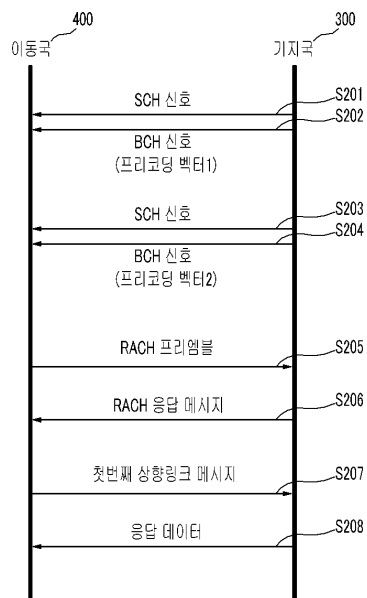 400
300
이동국
기지국
SCH 신호
S201
S202
BCH 신호
(프리코딩 벡터1)
SCH 신호
S203
S204
BCH 신호
(프리코딩 벡터2)
RACH 프리엠블
S205
RACH 응답 메시지
S206
첫번째 상향링크 메시지
S207
응답 데이터
S208